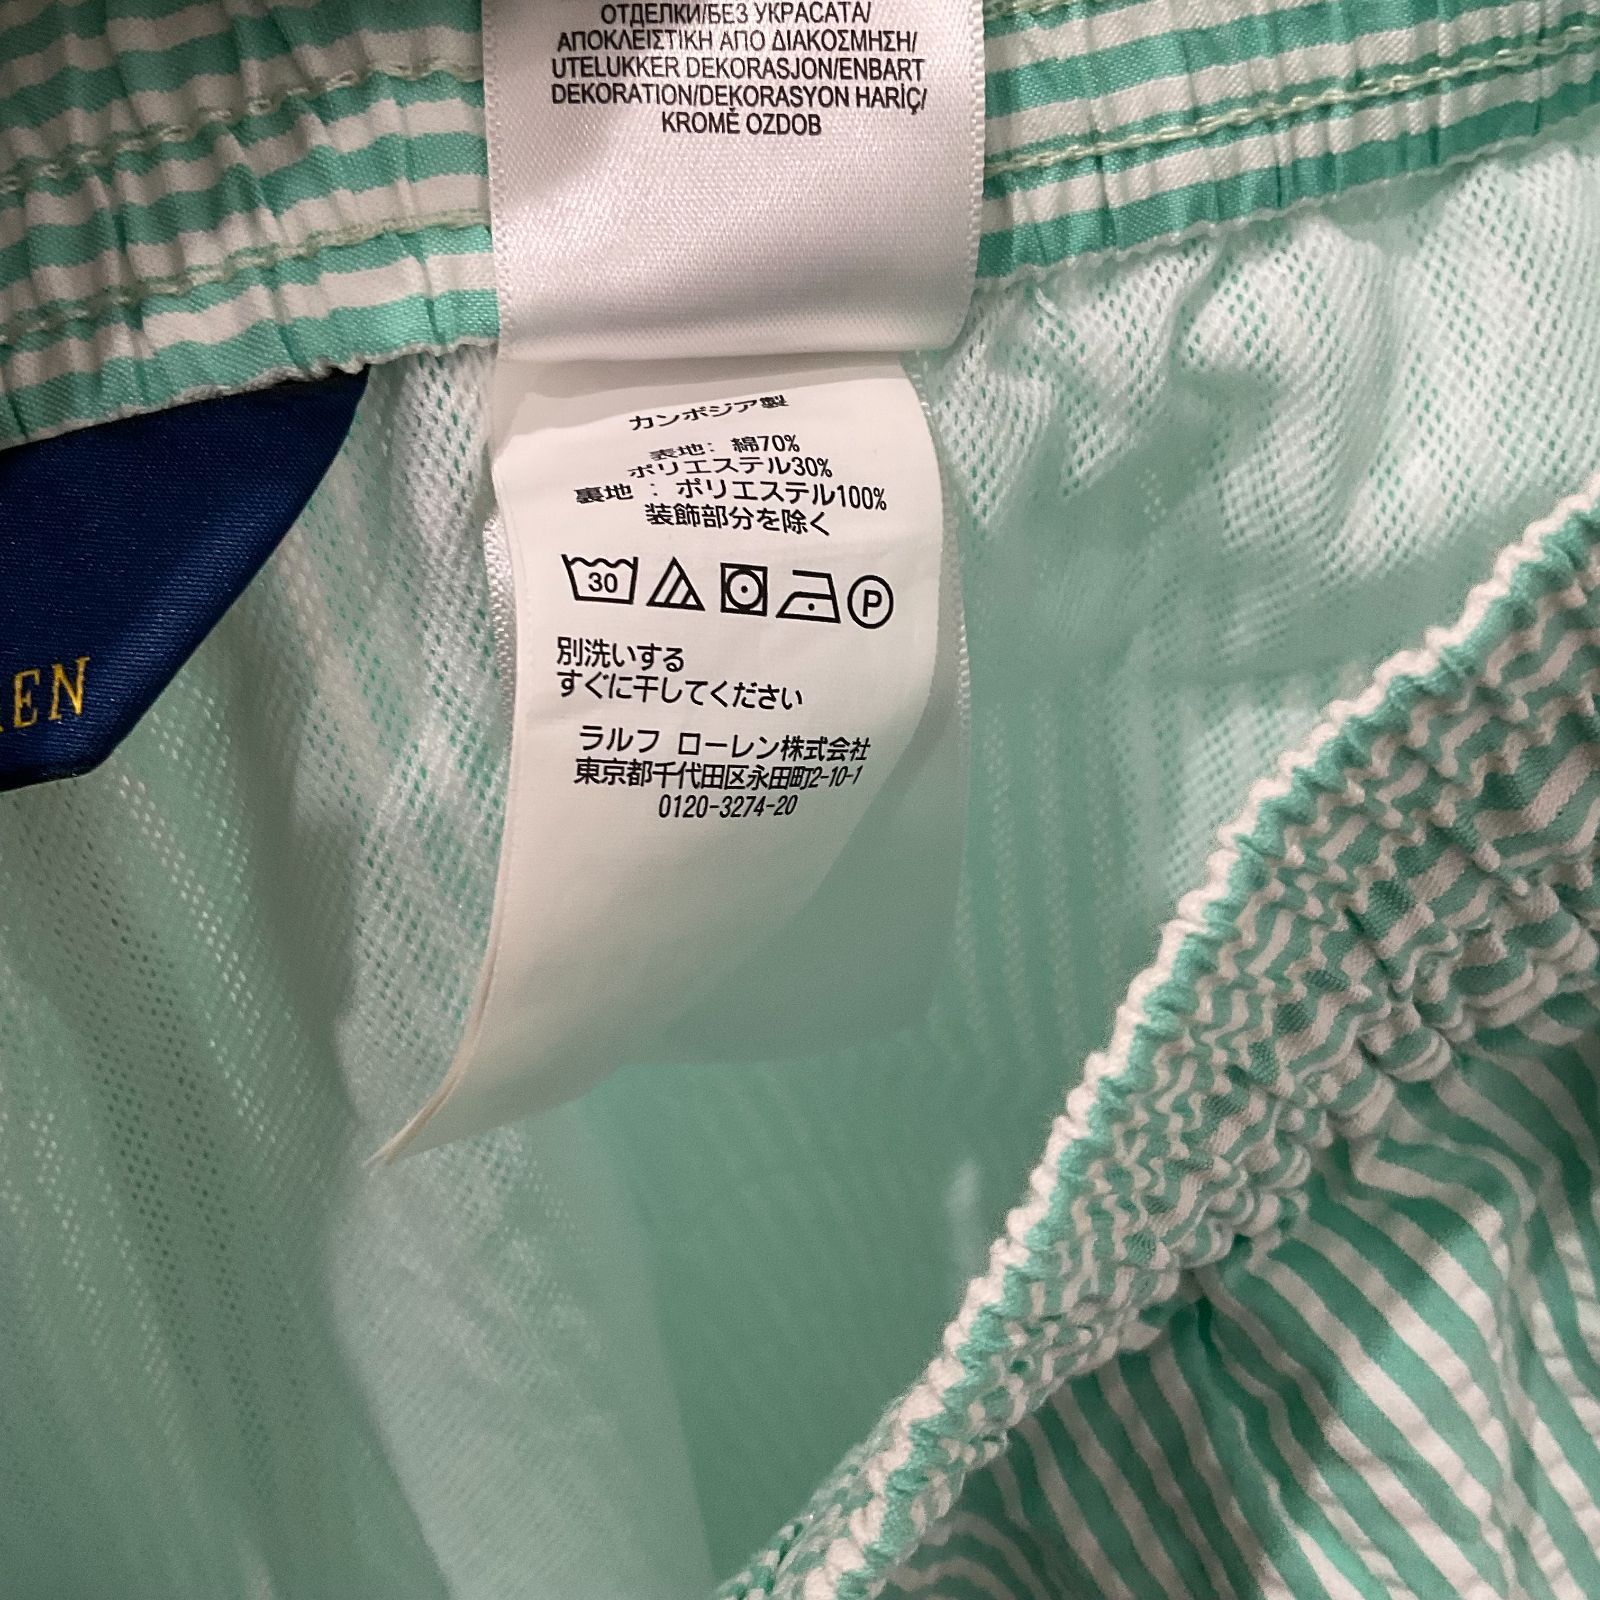 ОТДЕЛКИ/БЕЗ УКРАСАТА/
ΑΠΟΚΛΕΙΣΤΙΚΗ ΑΠΟ ΔΙΑΚΟΣΜΗΣΗ/
UTELUKKER DEKORASJON/ENBART
DEKORATION/DEKORASYON HARİÇ/
KROMĚ OZDOB
カンボジア製
表地: 綿70%
ポリエステル30%
裏地 : ポリエステル100%
装飾部分を除く
30
P
別洗いする
すぐに干してください
ラルフ ローレン株式会社
東京都千代田区永田町2-10-1
0120-3274-20